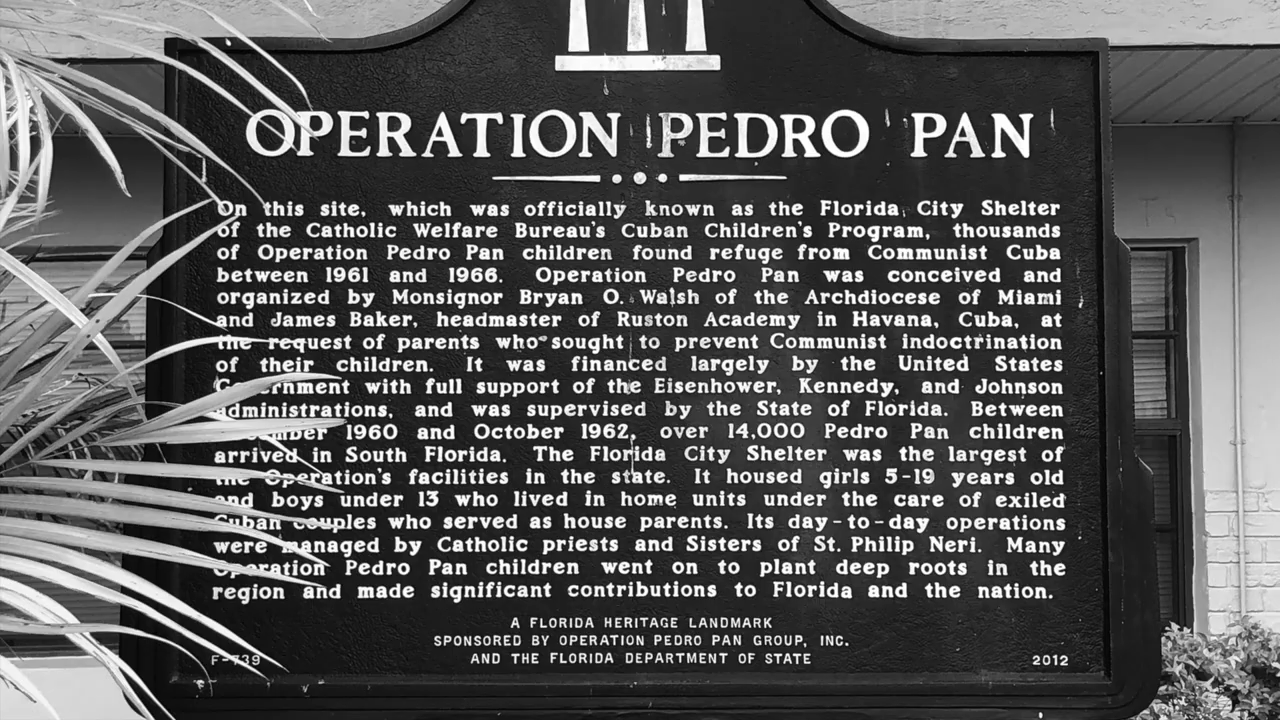 OPERATION PEDRO PAN
On this site, which was officially known as the Florida City Shelter
of the Catholic Welfare Bureau's Cuban Children's Program, thousands
of Operation Pedro Pan children found refuge from Communist Cuba
between 1961 and 1966. Operation Pedro Pan was conceived and
organized by Monsignor Bryan O. Walsh of the Archdiocese of Miami
and James Baker, headmaster of Ruston Academy in Havana, Cuba, at
the request of parents who sought to prevent Communist indoctrination
of their children. It was financed largely by the United States
Government with full support of the Eisenhower, Kennedy, and Johnson
administrations, and was supervised by the State of Florida. Between
December 1960 and October 1962, over 14,000 Pedro Pan children
arrived in South Florida. The Florida City Shelter was the largest of
the Operation's facilities in the state. It housed girls 5-19 years old
and boys under 13 who lived in home units under the care of exiled
Cuban couples who served as house parents. Its day-to-day operations
were managed by Catholic priests and Sisters of St. Philip Neri. Many
Operation Pedro Pan children went on to plant deep roots in the
region and made significant contributions to Florida and the nation.
A FLORIDA HERITAGE LANDMARK
SPONSORED BY OPERATION PEDRO PAN GROUP, INC.
AND THE FLORIDA DEPARTMENT OF STATE
F-739 2012